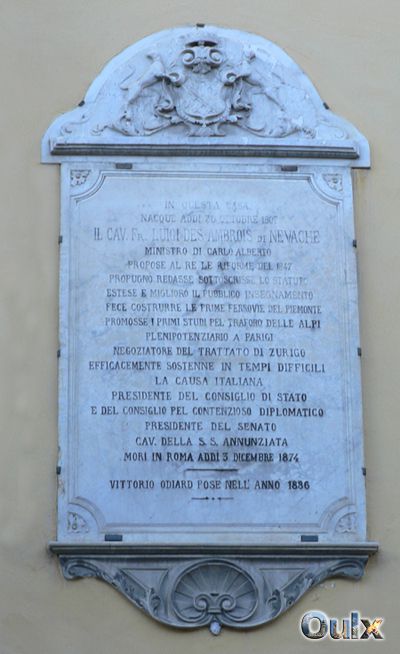 IN QUESTA CASA
NACQUE ADDÌ 20 OTTOBRE 1807
IL CAV. FR. LUIGI DES AMBROIS DI NEVACHE
MINISTRO DI CARLO ALBERTO
PROPOSE AL RE LE RIFORME DEL 1847
PROPUGNO REDASSE SOTTOSCRISSE LO STATUTO
ESTESE E MIGLIORO IL PUBBLICO INSEGNAMENTO
FECE COSTRURRE LE PRIME FERROVIE DEL PIEMONTE
PROMOSSE I PRIMI STUDI PEL TRAFORO DELLE ALPI
PLENIPOTENZIARIO A PARIGI
NEGOZIATORE DEL TRATTATO DI ZURIGO
EFFICACEMENTE SOSTENNE IN TEMPI DIFFICILI
LA CAUSA ITALIANA
PRESIDENTE DEL CONSIGLIO DI STATO
E DEL CONSIGLIO PEL CONTENZIOSO DIPLOMATICO
PRESIDENTE DEL SENATO
CAV. DELLA S. S. ANNUNZIATA
MORÌ IN ROMA ADDÌ 3 DICEMBRE 1874
VITTORIO ODIARD POSE NELL'ANNO 1886
Oulx